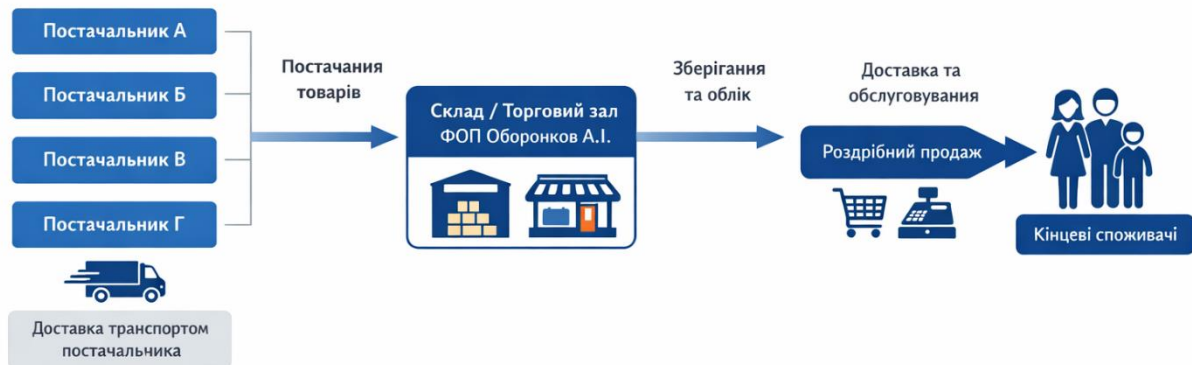 Постачальник А
Постачальник Б
Постачальник В
Постачальник Г
Доставка транспортом
постачальника
Постачання
товарів
Склад / Торговий зал
ФОП Оборонков А.І.
Зберігання
та облік
Доставка та
обслуговування
Роздрібний продаж
Кінцеві споживачі